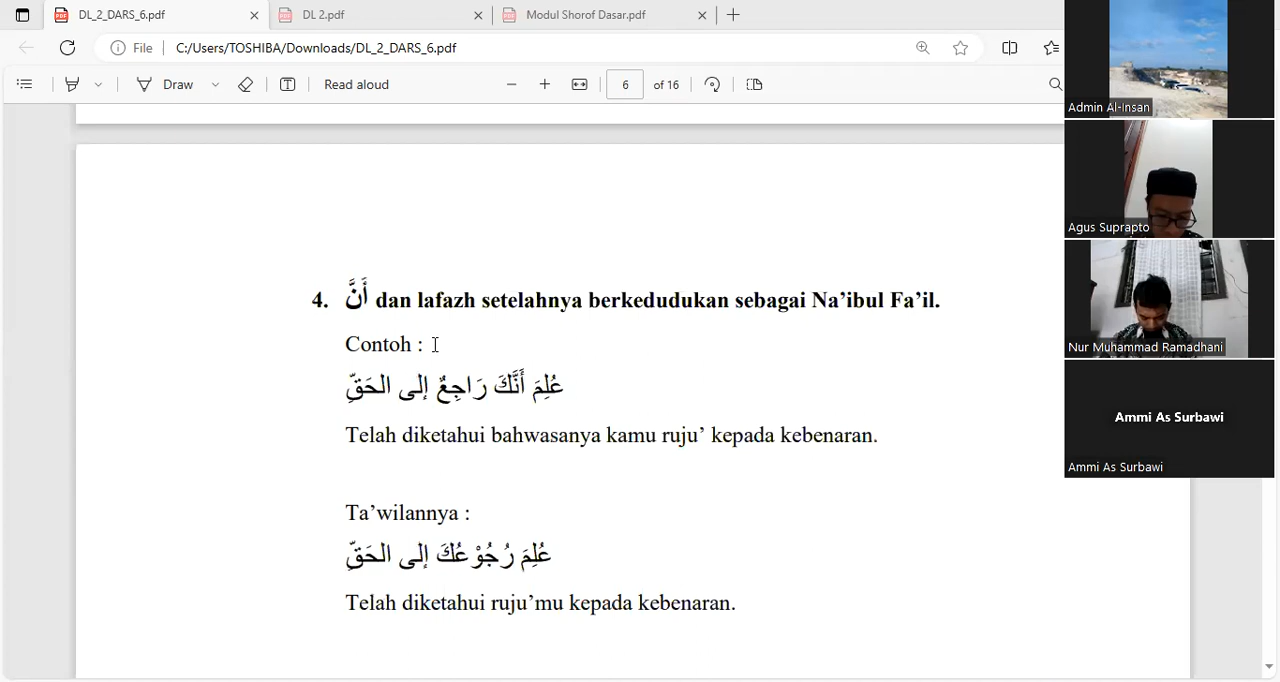 DL_2_DARS_6.pdf
DL 2.pdf
Modul Shorof Dasar.pdf
File
C:/Users/TOSHIBA/Downloads/DL_2_DARS_6.pdf
Draw
Read aloud
6
of 16
4. أَنَّ dan lafazh setelahnya berkedudukan sebagai Na’ibul Fa’il.
Contoh :
عُلِمَ أَنَّكَ رَاجِعٌ إلى الحَقِّ
Telah diketahui bahwasanya kamu ruju’ kepada kebenaran.
Ta’wilannya :
عُلِمَ رُجُوْعُكَ إلى الحَقِّ
Telah diketahui ruju’mu kepada kebenaran.
Admin Al-Insan
Agus Suprapto
Nur Muhammad Ramadhani
Ammi As Surbawi
Ammi As Surbawi